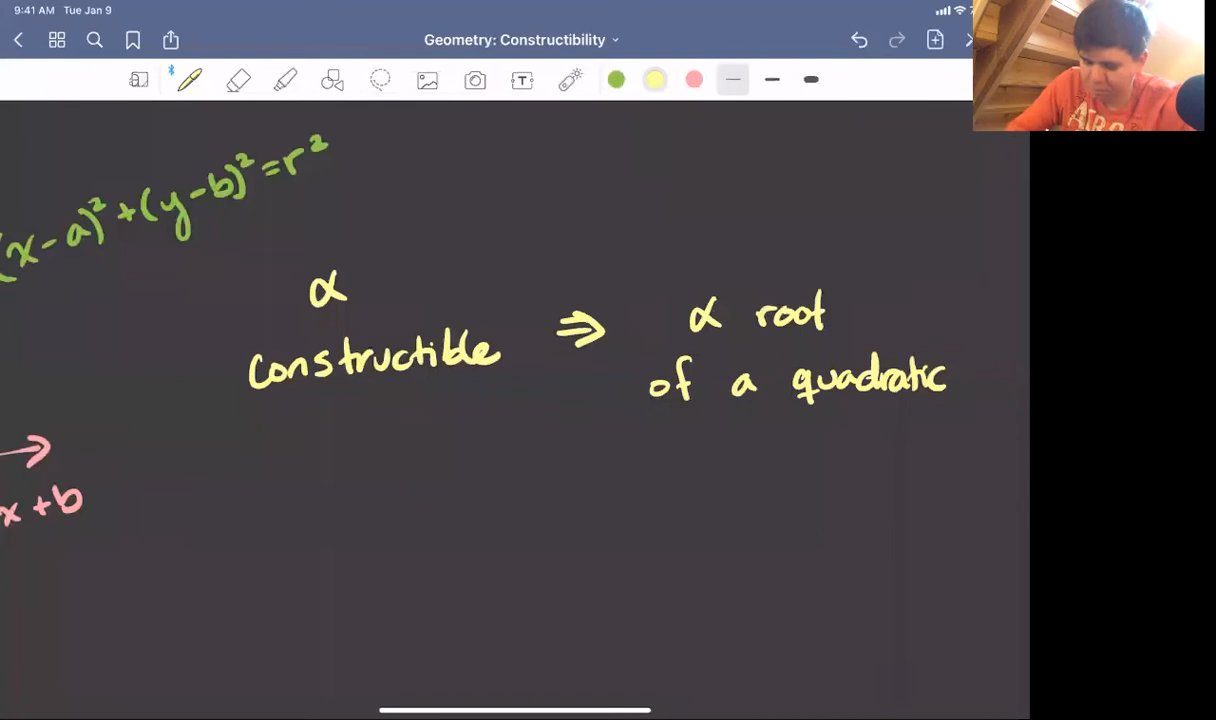 9:41 AM Tue Jan 9
Geometry: Constructibility
(x-a)²+(y-b)²=r²
α
constructible ⇒ α root
of a quadratic
x+b